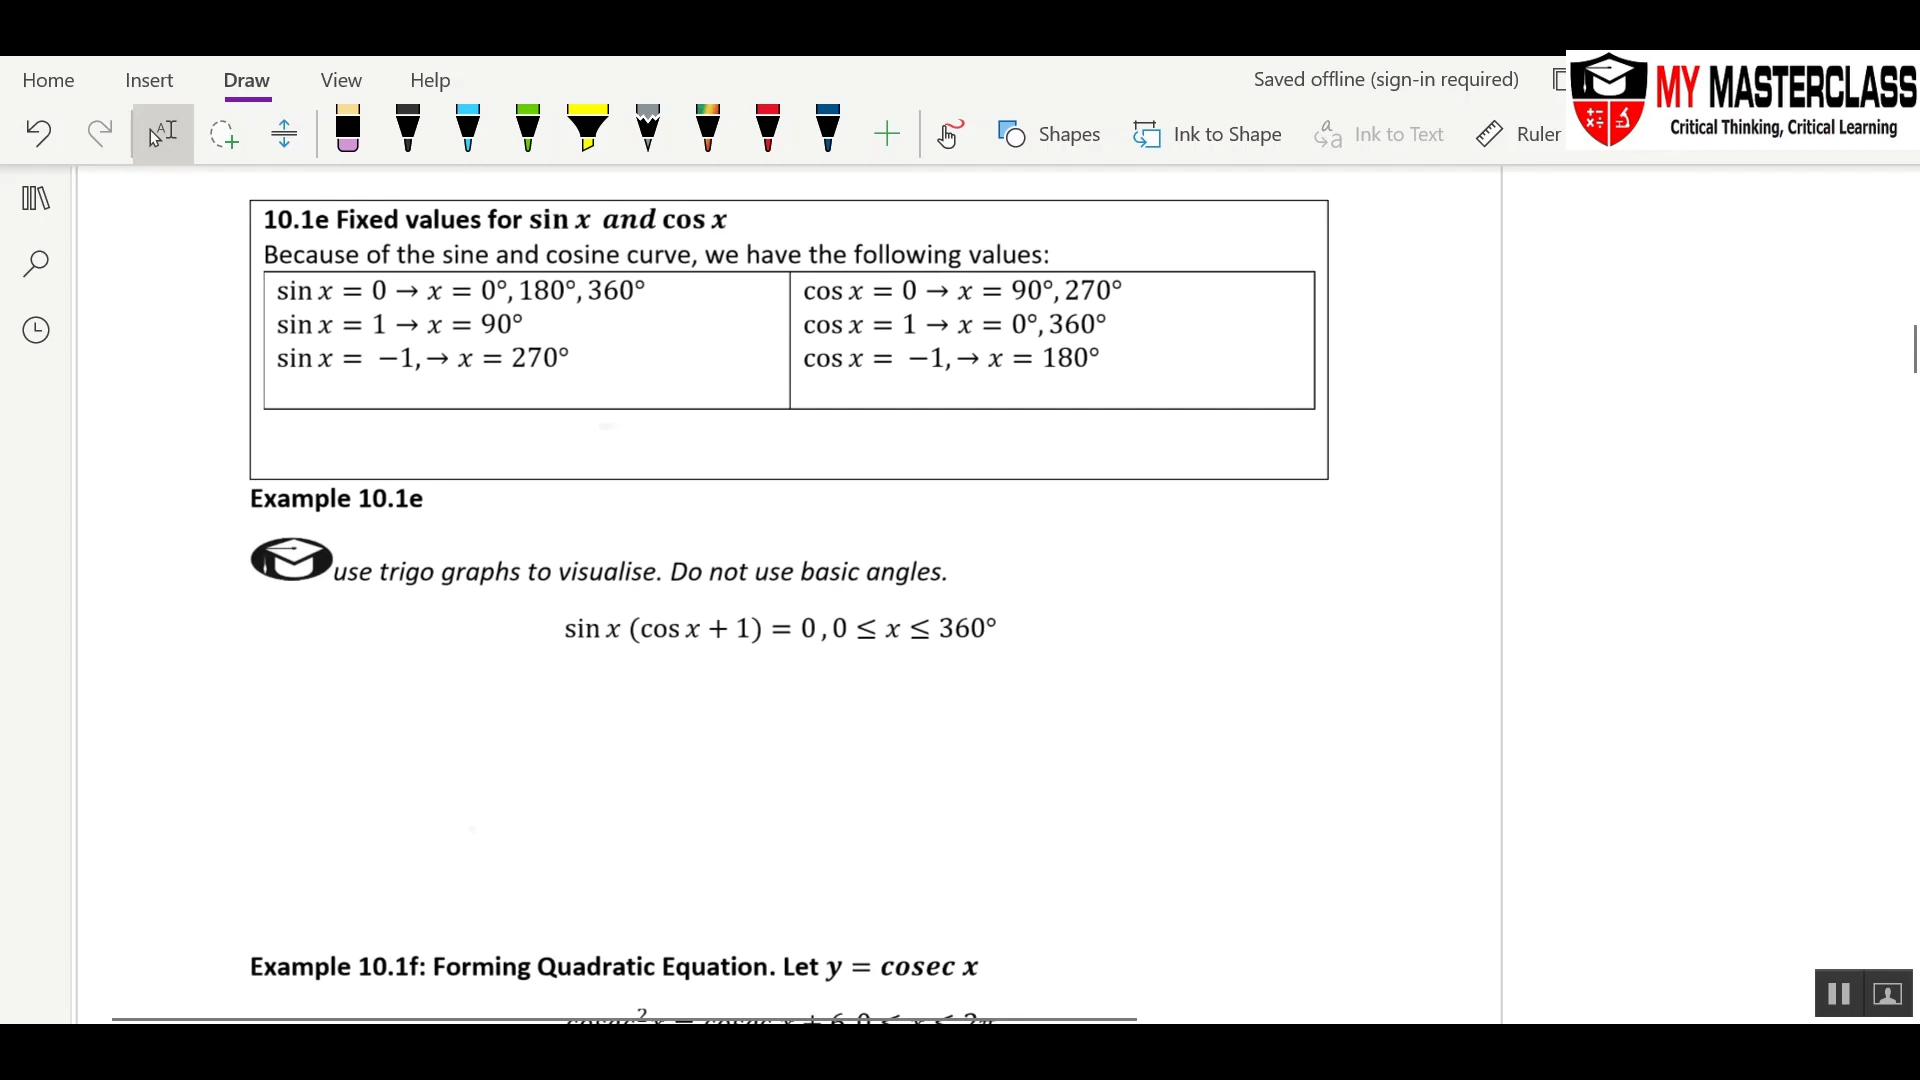 Home Insert Draw View Help Saved offline (sign-in required)
MY MASTERCLASS
Critical Thinking, Critical Learning
Shapes Ink to Shape Ink to Text Ruler
10.1e Fixed values for sin x and cos x
Because of the sine and cosine curve, we have the following values:
sin x = 0 → x = 0°, 180°, 360°
sin x = 1 → x = 90°
sin x = −1, → x = 270°
cos x = 0 → x = 90°, 270°
cos x = 1 → x = 0°, 360°
cos x = −1, → x = 180°
Example 10.1e
use trigo graphs to visualise. Do not use basic angles.
sin x (cos x + 1) = 0 , 0 ≤ x ≤ 360°
Example 10.1f: Forming Quadratic Equation. Let y = cosec x